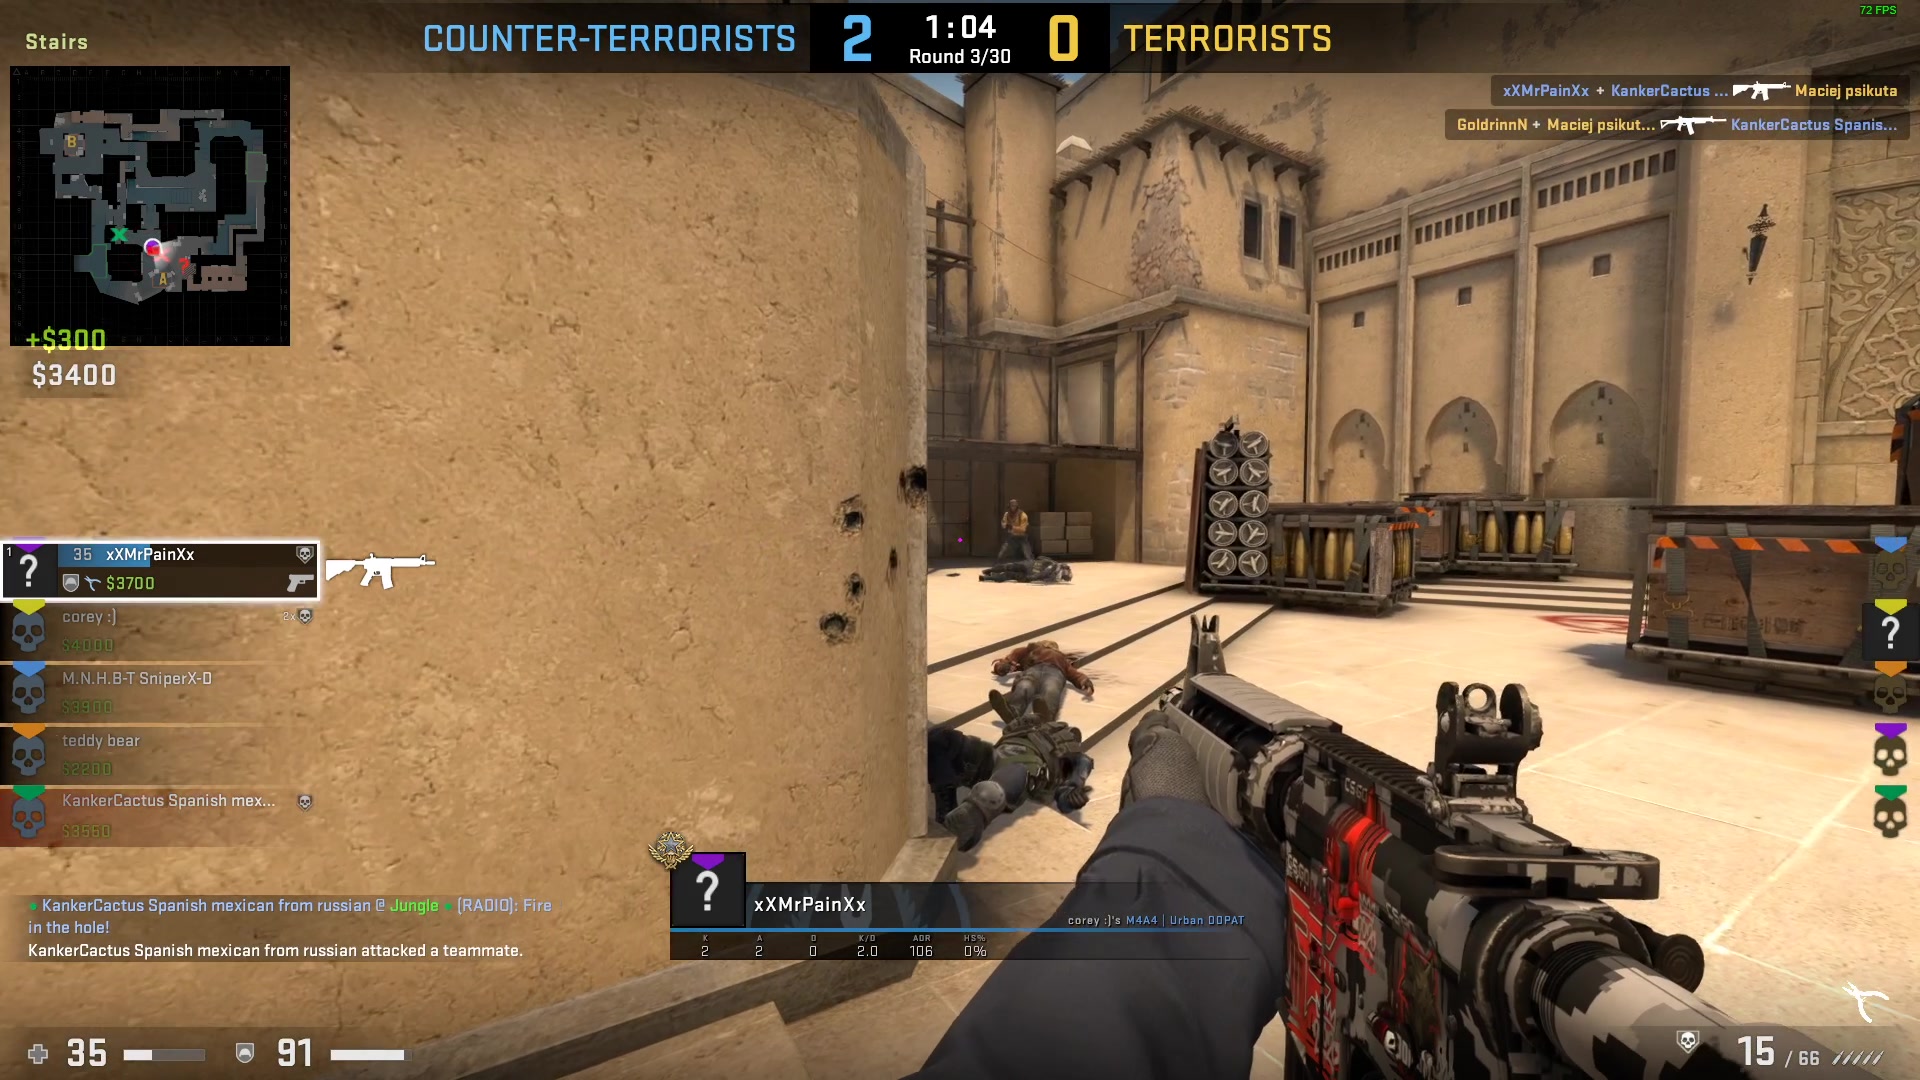 72 FPS
Stairs
COUNTER-TERRORISTS 2 1:04 0 TERRORISTS
Round 3/30
xXMrPainXx + KankerCactus ... Maciej psikuta
GoldrinnN + Maciej psikut... KankerCactus Spanis...
B
A
+$300
$3400
1 ? 35 xXMrPainXx
$3700
corey :) 2x
$4000
M.N.H.B-T SniperX-D
$3900
teddy bear
$2200
KankerCactus Spanish mex...
$3550
?
KankerCactus Spanish mexican from russian @ Jungle • (RADIO): Fire
in the hole!
KankerCactus Spanish mexican from russian attacked a teammate.
? xXMrPainXx
corey :)'s M4A4 | Urban DDPAT
K A D K/D ADR HS%
2 2 0 2.0 106 0%
35 91
15 / 66